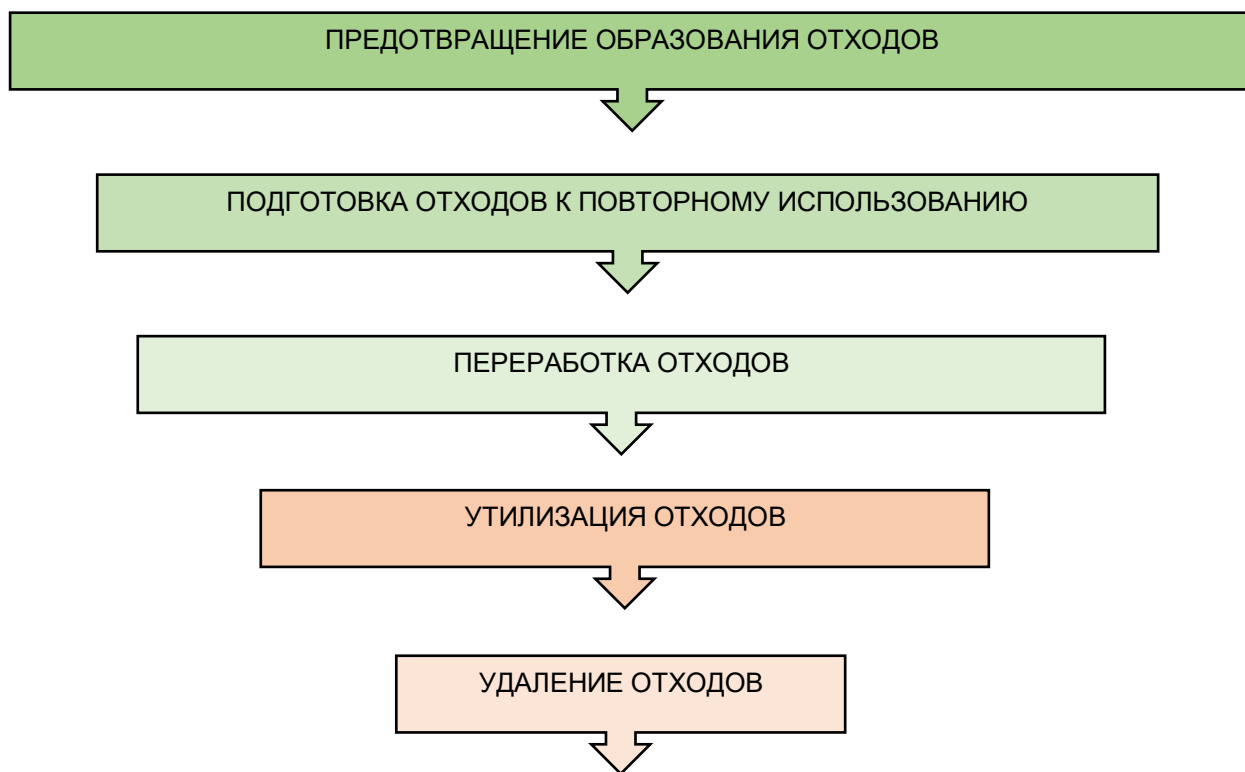 ПРЕДОТВРАЩЕНИЕ ОБРАЗОВАНИЯ ОТХОДОВ
ПОДГОТОВКА ОТХОДОВ К ПОВТОРНОМУ ИСПОЛЬЗОВАНИЮ
ПЕРЕРАБОТКА ОТХОДОВ
УТИЛИЗАЦИЯ ОТХОДОВ
УДАЛЕНИЕ ОТХОДОВ